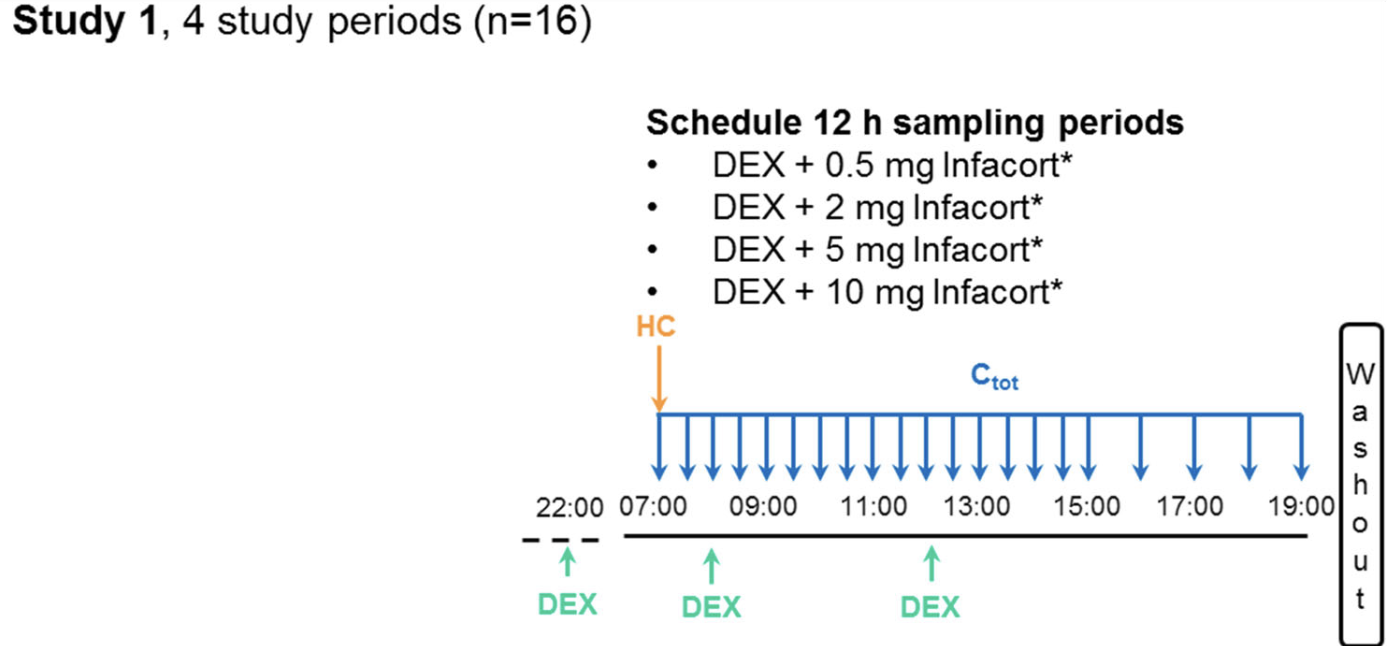 Study 1, 4 study periods (n=16)
Schedule 12 h sampling periods
• DEX + 0.5 mg Infacort*
• DEX + 2 mg Infacort*
• DEX + 5 mg Infacort*
• DEX + 10 mg Infacort*
HC
Ctot
22:00 07:00 09:00 11:00 13:00 15:00 17:00 19:00
DEX DEX DEX
Washout